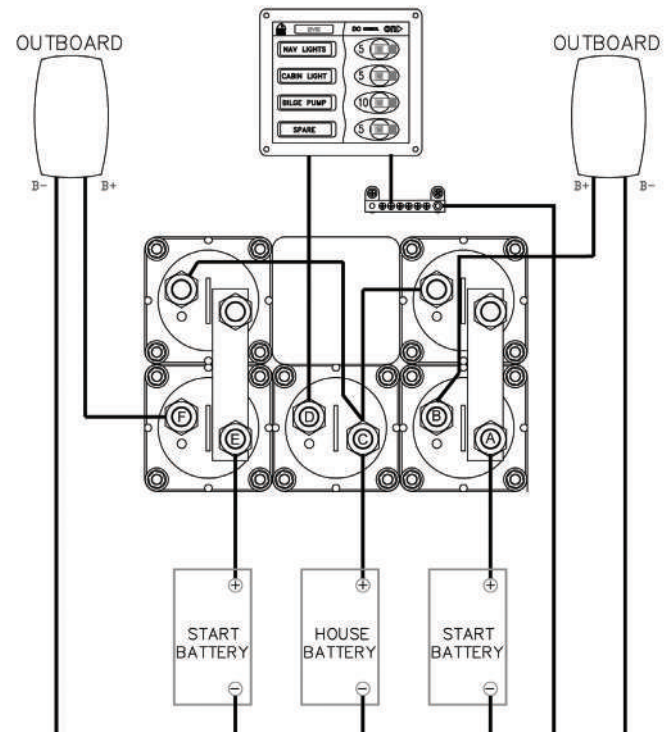 OUTBOARD
OUTBOARD
DC
NAV LIGHTS
5
CABIN LIGHT
5
BILGE PUMP
10
SPARE
5
B-
B+
B+
B-
F
E
D
C
B
A
+
+
+
START
BATTERY
HOUSE
BATTERY
START
BATTERY
-
-
-